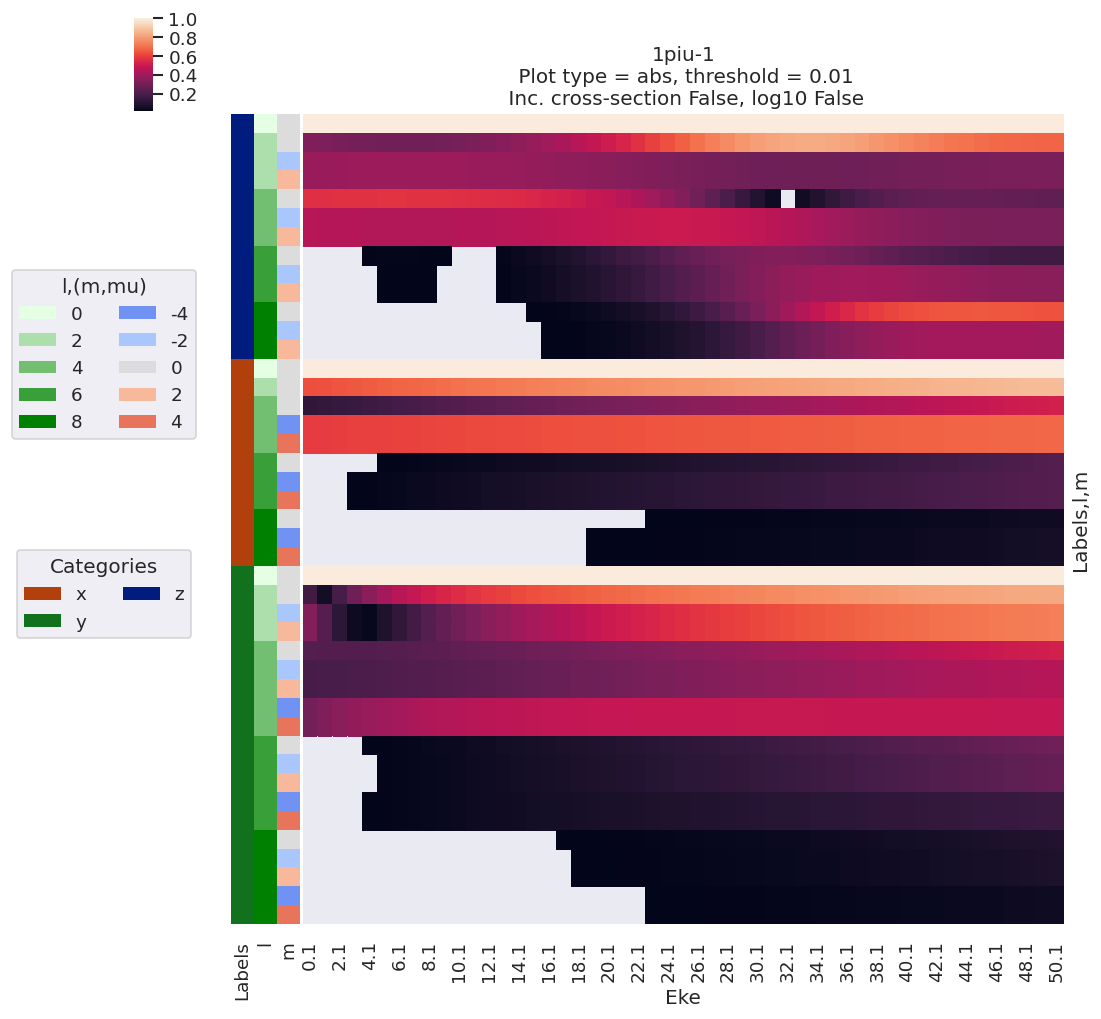 1.0
0.8
0.6
0.4
0.2
1piu-1
Plot type = abs, threshold = 0.01
Inc. cross-section False, log10 False
l,(m,mu)
0 -4
2 -2
4 0
6 2
8 4
Categories
x z
y
Labels,l,m
Labels l m 0.1 2.1 4.1 6.1 8.1 10.1 12.1 14.1 16.1 18.1 20.1 22.1 24.1 26.1 28.1 30.1 32.1 34.1 36.1 38.1 40.1 42.1 44.1 46.1 48.1 50.1
Eke